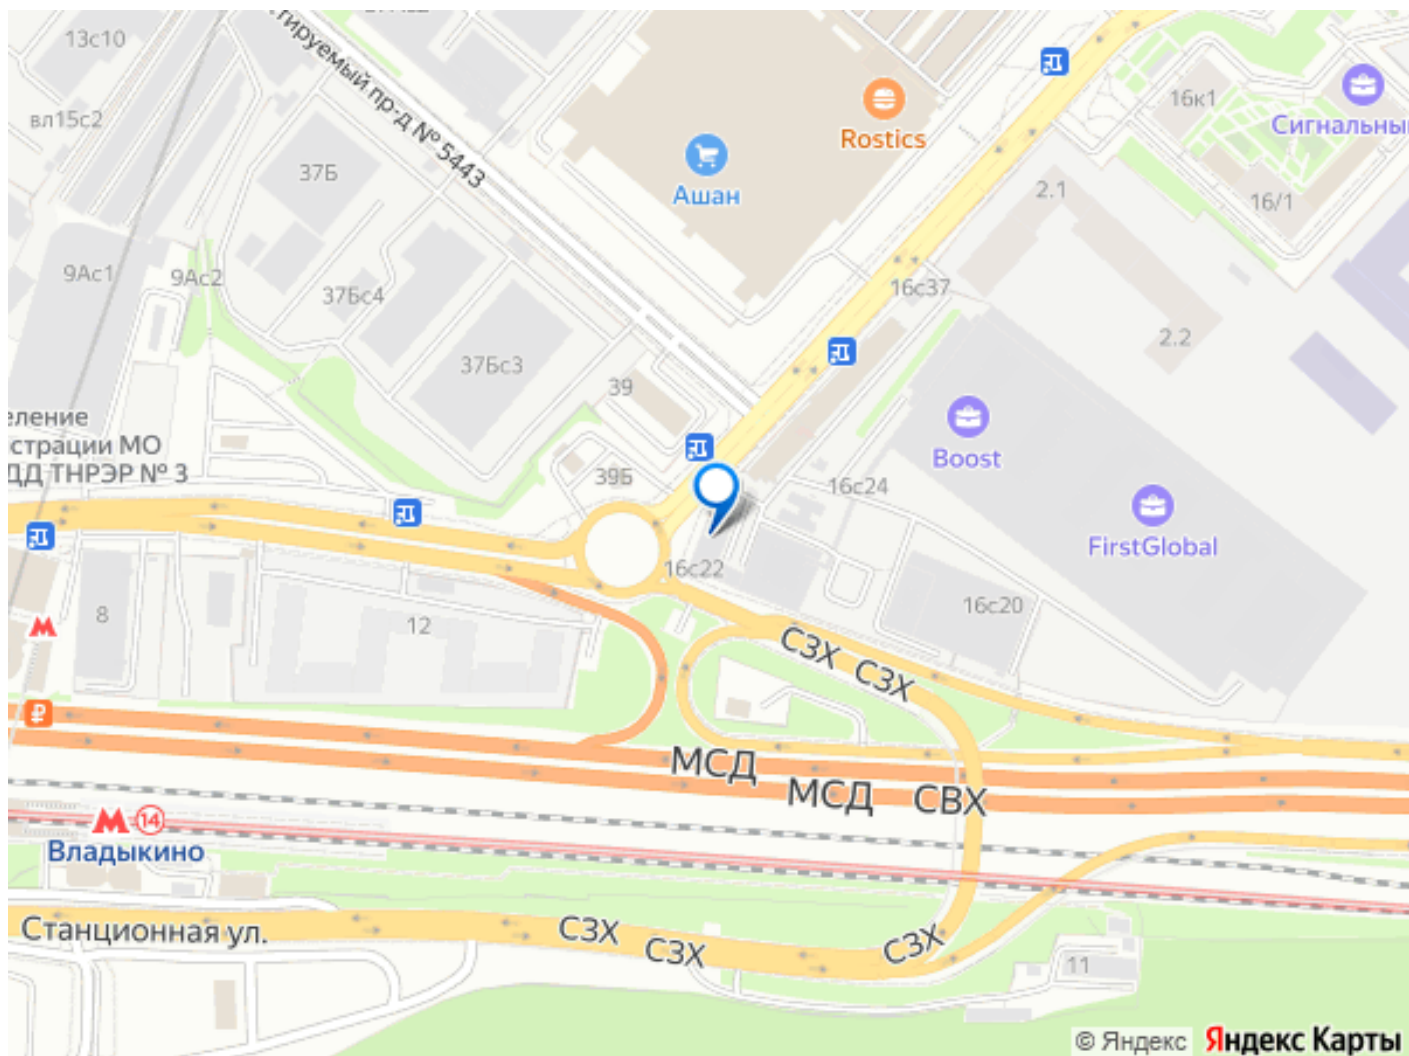 13с10
вл15с2
тируемый пр-д № 5443
Rostics
Ашан
16к1
Сигнальны
16/1
2.1
2.2
37Б
9Ас1
9Ас2
37Бс4
37Бс3
16с37
39
39Б
еление
страции МО
ДД ТНРЭР № 3
Boost
16с24
FirstGlobal
16с22
16с20
8
12
СЗХ СЗХ
МСД
МСД СВХ
14
Владыкино
Станционная ул.
СЗХ СЗХ
СЗХ
11
© Яндекс Яндекс Карты